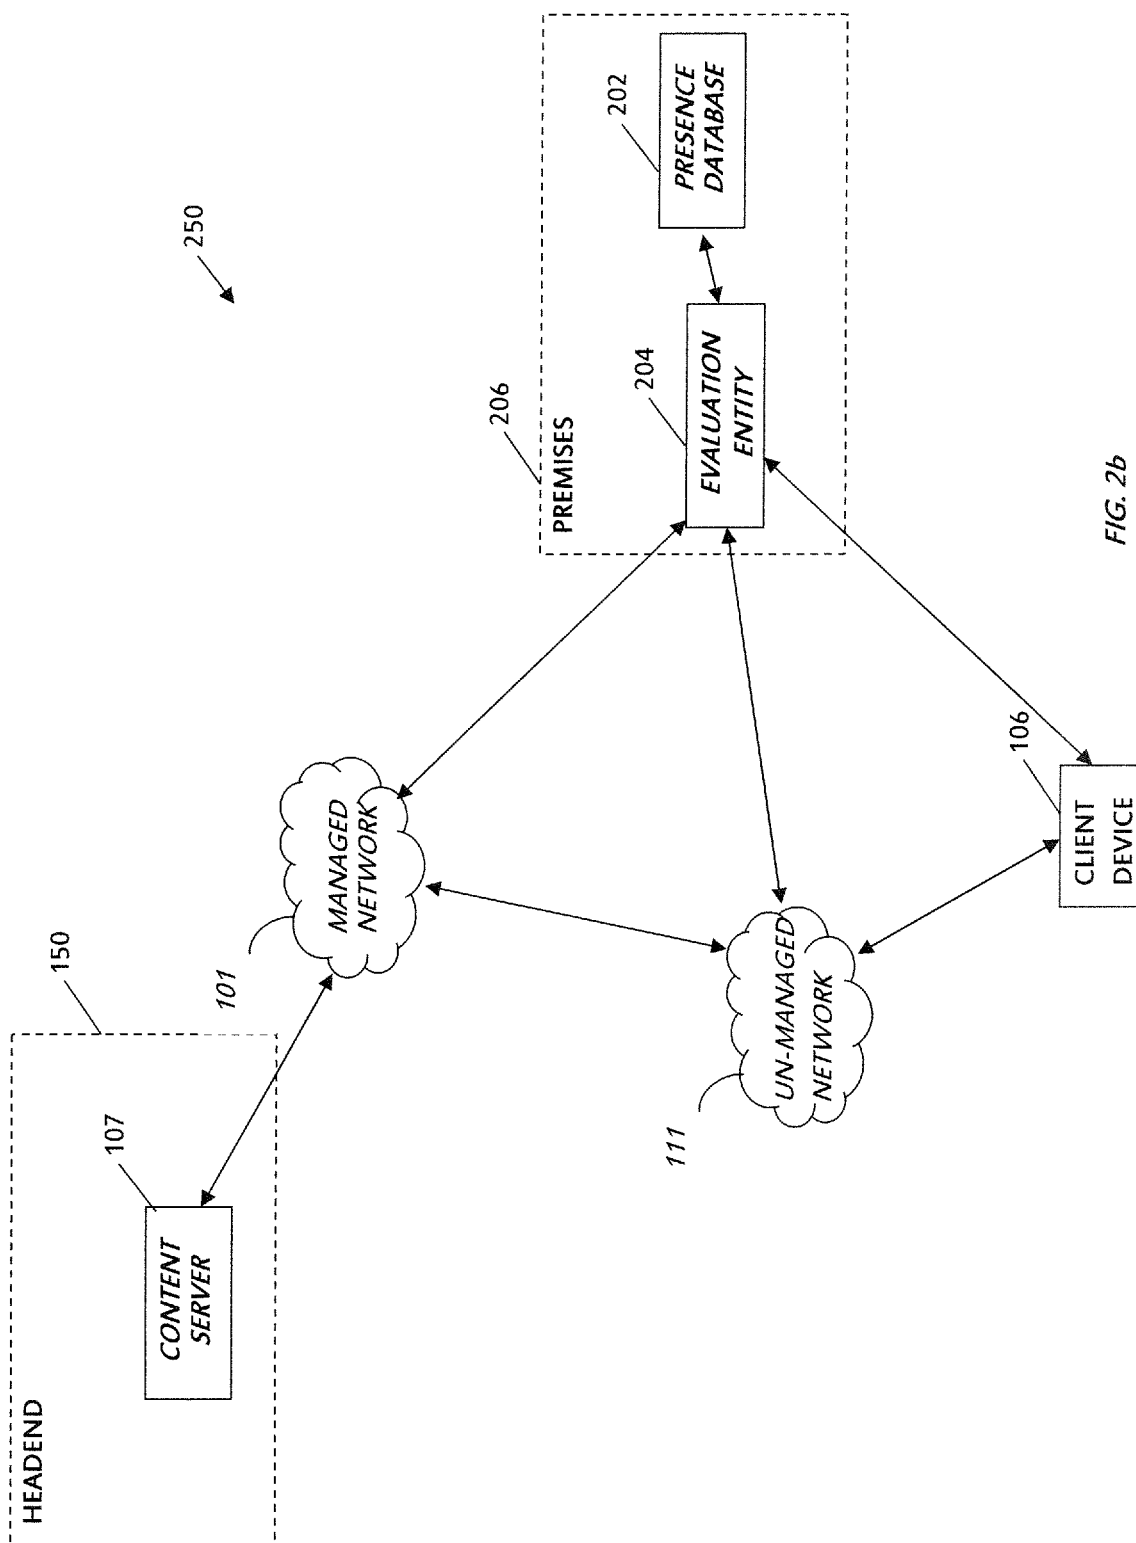 HEADEND
150
107
CONTENT
SERVER
101
MANAGED
NETWORK
250
206
PREMISES
204
EVALUATION
ENTITY
202
PRESENCE
DATABASE
111
UN-MANAGED
NETWORK
106
CLIENT
DEVICE
FIG. 2b